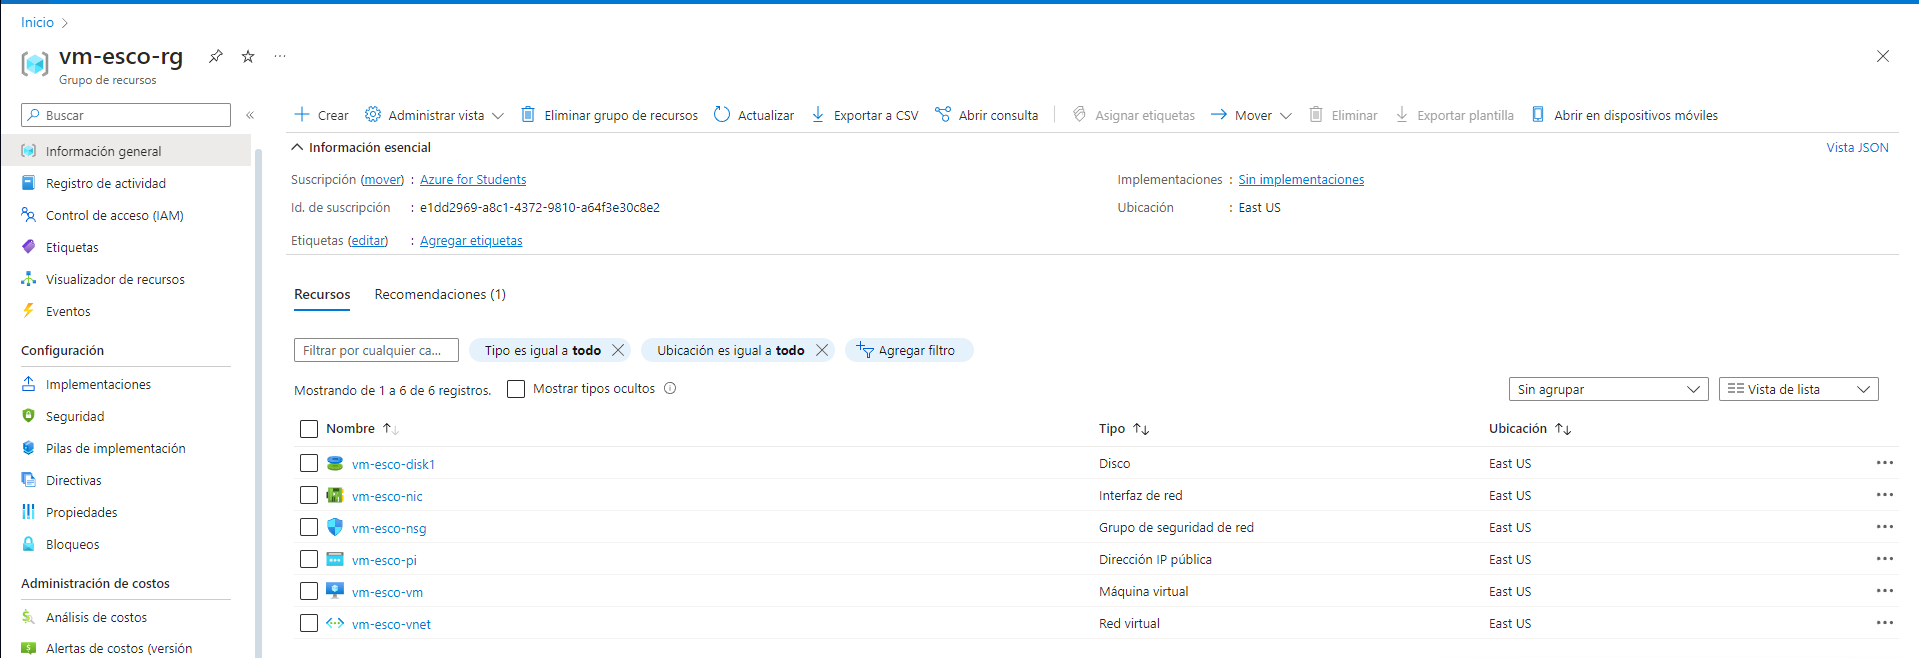 Inicio
vm-esco-rg
Grupo de recursos
Buscar
Información general
Registro de actividad
Control de acceso (IAM)
Etiquetas
Visualizador de recursos
Eventos
Configuración
Implementaciones
Seguridad
Pilas de implementación
Directivas
Propiedades
Bloqueos
Administración de costos
Análisis de costos
Alertas de costos (versión
Crear Administrar vista Eliminar grupo de recursos Actualizar Exportar a CSV Abrir consulta Asignar etiquetas Mover Eliminar Exportar plantilla Abrir en dispositivos móviles
Información esencial Vista JSON
Suscripción (mover) : Azure for Students Implementaciones : Sin implementaciones
Id. de suscripción : e1dd2969-a8c1-4372-9810-a64f3e30c8e2 Ubicación : East US
Etiquetas (editar) : Agregar etiquetas
Recursos Recomendaciones (1)
Filtrar por cualquier ca... Tipo es igual a todo Ubicación es igual a todo Agregar filtro
Mostrando de 1 a 6 de 6 registros. Mostrar tipos ocultos Sin agrupar Vista de lista
Nombre Tipo Ubicación
vm-esco-disk1 Disco East US
vm-esco-nic Interfaz de red East US
vm-esco-nsg Grupo de seguridad de red East US
vm-esco-pi Dirección IP pública East US
vm-esco-vm Máquina virtual East US
vm-esco-vnet Red virtual East US